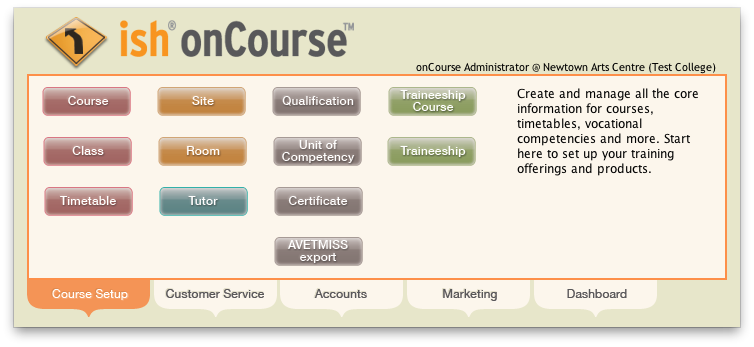 ish® onCourse™
onCourse Administrator @ Newtown Arts Centre (Test College)
Course
Site
Qualification
Traineeship
Course
Class
Room
Unit of
Competency
Traineeship
Timetable
Tutor
Certificate
AVETMISS
export
Create and manage all the core
information for courses,
timetables, vocational
competencies and more. Start
here to set up your training
offerings and products.
Course Setup
Customer Service
Accounts
Marketing
Dashboard